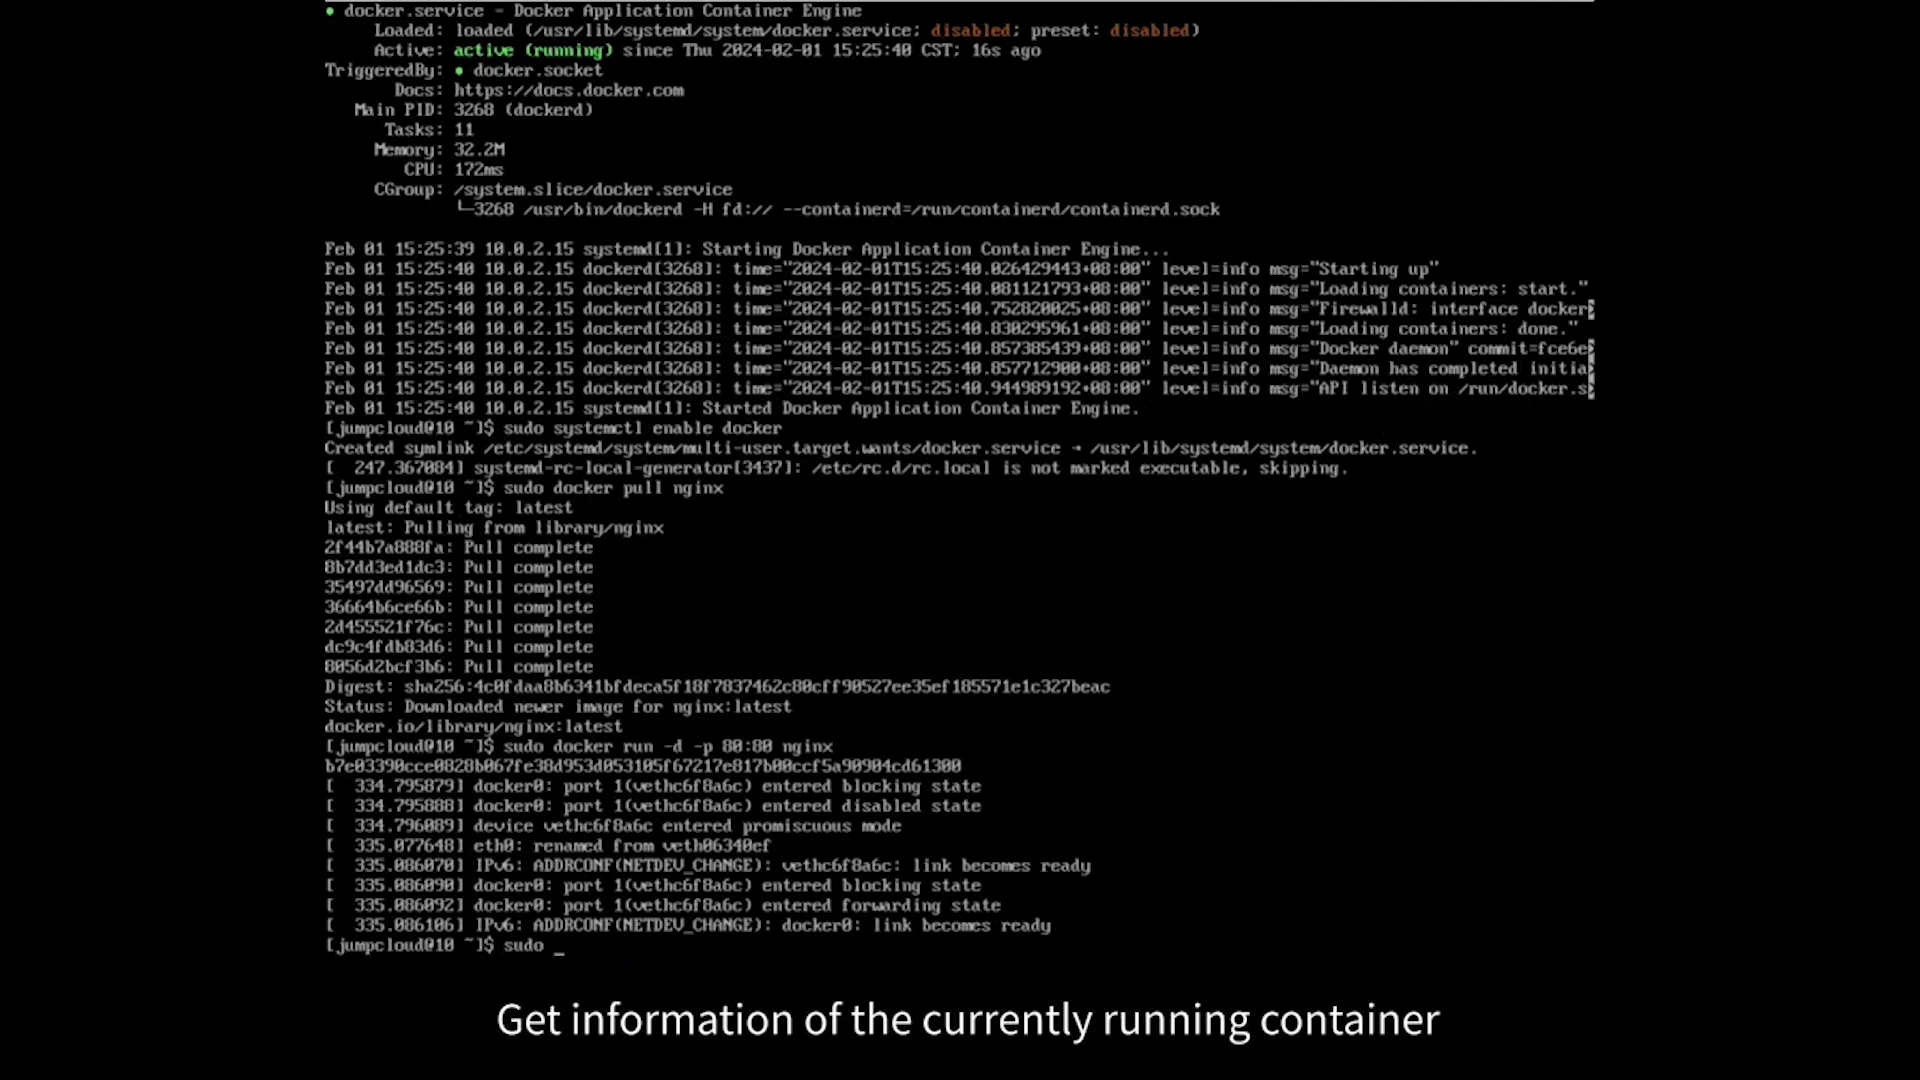 ● docker.service - Docker Application Container Engine
Loaded: loaded (/usr/lib/systemd/system/docker.service; disabled; preset: disabled)
Active: active (running) since Thu 2024-02-01 15:25:40 CST; 16s ago
TriggeredBy: ● docker.socket
Docs: https://docs.docker.com
Main PID: 3268 (dockerd)
Tasks: 11
Memory: 32.2M
CPU: 172ms
CGroup: /system.slice/docker.service
└─3268 /usr/bin/dockerd -H fd:// --containerd=/run/containerd/containerd.sock
Feb 01 15:25:39 10.0.2.15 systemd[1]: Starting Docker Application Container Engine...
Feb 01 15:25:40 10.0.2.15 dockerd[3268]: time="2024-02-01T15:25:40.026429443+08:00" level=info msg="Starting up"
Feb 01 15:25:40 10.0.2.15 dockerd[3268]: time="2024-02-01T15:25:40.081121793+08:00" level=info msg="Loading containers: start."
Feb 01 15:25:40 10.0.2.15 dockerd[3268]: time="2024-02-01T15:25:40.752820025+08:00" level=info msg="Firewalld: interface docker>
Feb 01 15:25:40 10.0.2.15 dockerd[3268]: time="2024-02-01T15:25:40.830295961+08:00" level=info msg="Loading containers: done."
Feb 01 15:25:40 10.0.2.15 dockerd[3268]: time="2024-02-01T15:25:40.857385439+08:00" level=info msg="Docker daemon" commit=fce6e>
Feb 01 15:25:40 10.0.2.15 dockerd[3268]: time="2024-02-01T15:25:40.857712900+08:00" level=info msg="Daemon has completed initia>
Feb 01 15:25:40 10.0.2.15 dockerd[3268]: time="2024-02-01T15:25:40.944989192+08:00" level=info msg="API listen on /run/docker.s>
Feb 01 15:25:40 10.0.2.15 systemd[1]: Started Docker Application Container Engine.
[jumpcloud@10 ~]$ sudo systemctl enable docker
Created symlink /etc/systemd/system/multi-user.target.wants/docker.service → /usr/lib/systemd/system/docker.service.
[  247.367084] systemd-rc-local-generator[3437]: /etc/rc.d/rc.local is not marked executable, skipping.
[jumpcloud@10 ~]$ sudo docker pull nginx
Using default tag: latest
latest: Pulling from library/nginx
2f44b7a888fa: Pull complete
8b7dd3ed1dc3: Pull complete
35497dd96569: Pull complete
36664b6ce66b: Pull complete
2d455521f76c: Pull complete
dc9c4fdb83d6: Pull complete
8056d2bcf3b6: Pull complete
Digest: sha256:4c0fdaa8b6341bfdeca5f18f7837462c80cff90527ee35ef185571e1c327beac
Status: Downloaded newer image for nginx:latest
docker.io/library/nginx:latest
[jumpcloud@10 ~]$ sudo docker run -d -p 80:80 nginx
b7e03390cce0828b067fe38d953d053105f67217e817b00ccf5a90904cd61300
[  334.795879] docker0: port 1(vethc6f8a6c) entered blocking state
[  334.795888] docker0: port 1(vethc6f8a6c) entered disabled state
[  334.796089] device vethc6f8a6c entered promiscuous mode
[  335.077648] eth0: renamed from veth06340ef
[  335.086070] IPv6: ADDRCONF(NETDEV_CHANGE): vethc6f8a6c: link becomes ready
[  335.086090] docker0: port 1(vethc6f8a6c) entered blocking state
[  335.086092] docker0: port 1(vethc6f8a6c) entered forwarding state
[  335.086106] IPv6: ADDRCONF(NETDEV_CHANGE): docker0: link becomes ready
[jumpcloud@10 ~]$ sudo _
Get information of the currently running container